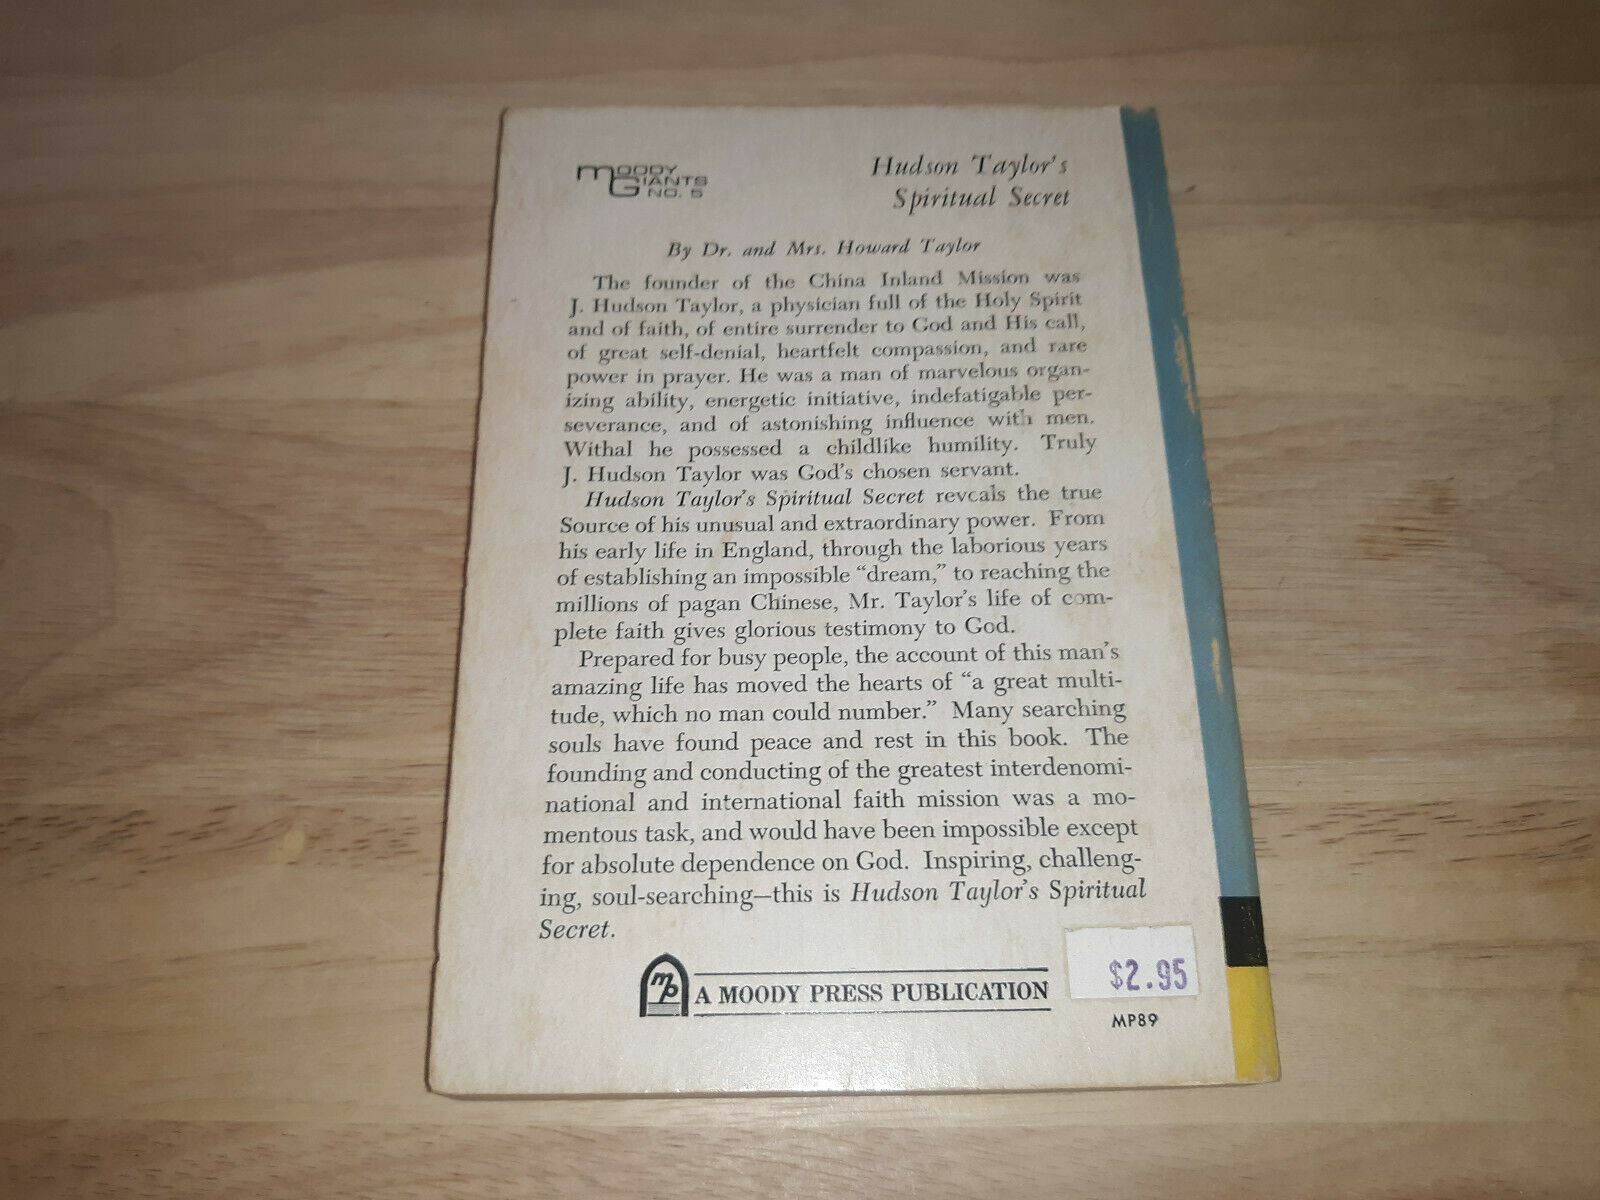 MOODY
GIANTS
NO. 5
Hudson Taylor's
Spiritual Secret
By Dr. and Mrs. Howard Taylor
The founder of the China Inland Mission was
J. Hudson Taylor, a physician full of the Holy Spirit
and of faith, of entire surrender to God and His call,
of great self-denial, heartfelt compassion, and rare
power in prayer. He was a man of marvelous organ-
izing ability, energetic initiative, indefatigable per-
severance, and of astonishing influence with men.
Withal he possessed a childlike humility. Truly
J. Hudson Taylor was God's chosen servant.
Hudson Taylor's Spiritual Secret reveals the true
Source of his unusual and extraordinary power. From
his early life in England, through the laborious years
of establishing an impossible “dream,” to reaching the
millions of pagan Chinese, Mr. Taylor's life of com-
plete faith gives glorious testimony to God.
Prepared for busy people, the account of this man's
amazing life has moved the hearts of “a great multi-
tude, which no man could number.” Many searching
souls have found peace and rest in this book. The
founding and conducting of the greatest interdenomi-
national and international faith mission was a mo-
mentous task, and would have been impossible except
for absolute dependence on God. Inspiring, challeng-
ing, soul-searching—this is Hudson Taylor's Spiritual
Secret.
mp
A MOODY PRESS PUBLICATION
$2.95
MP89